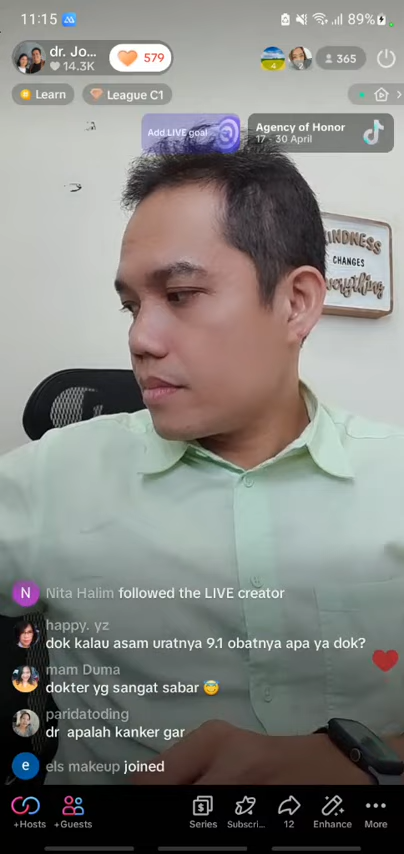 11:15
89%
dr. Jo...
14.3K
579
4
2
365
Learn
League C1
Add LIVE goal
Agency of Honor
17 - 30 April
KINDNESS
CHANGES
everything
N
Nita Halim followed the LIVE creator
happy. yz
dok kalau asam uratnya 9.1 obatnya apa ya dok?
mam Duma
dokter yg sangat sabar 😇
paridatoding
dr apalah kanker gar
e
els makeup joined
+Hosts
+Guests
Series
Subscri...
12
Enhance
More